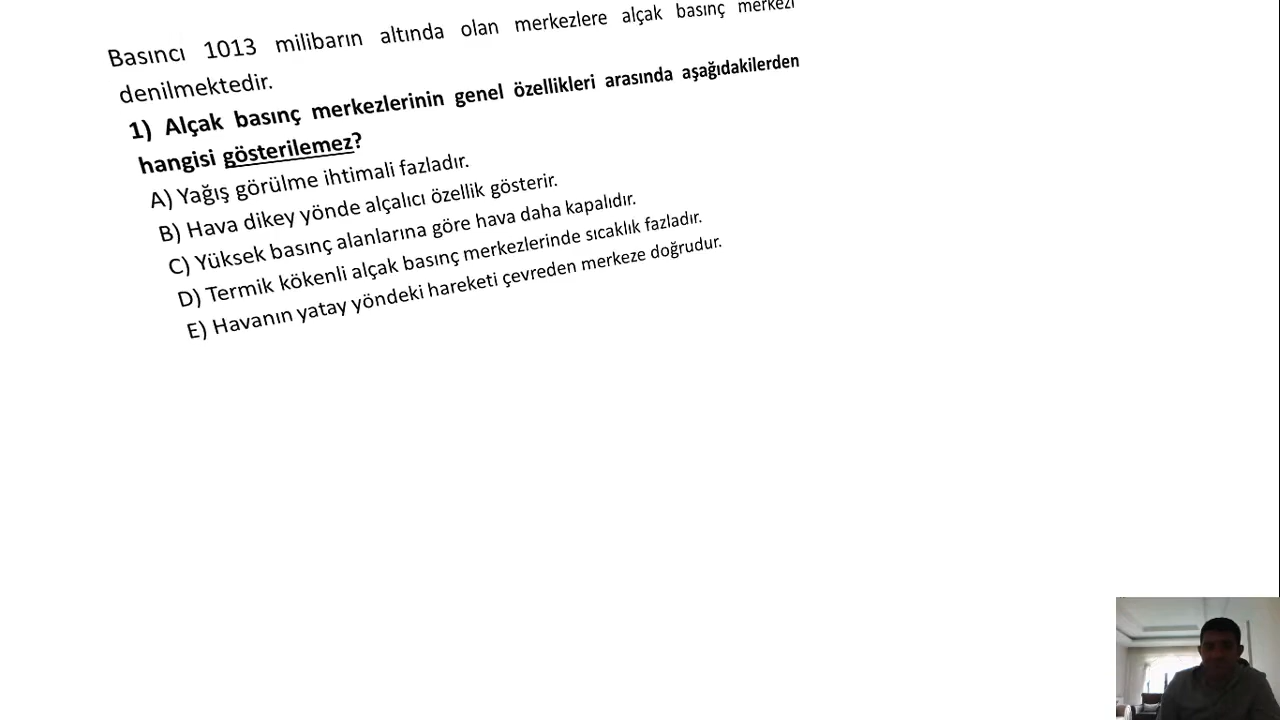 Basıncı 1013 milibarın altında olan merkezlere alçak basınç merkezi
denilmektedir.
1) Alçak basınç merkezlerinin genel özellikleri arasında aşağıdakilerden
hangisi gösterilemez?
A) Yağış görülme ihtimali fazladır.
B) Hava dikey yönde alçalıcı özellik gösterir.
C) Yüksek basınç alanlarına göre hava daha kapalıdır.
D) Termik kökenli alçak basınç merkezlerinde sıcaklık fazladır.
E) Havanın yatay yöndeki hareketi çevreden merkeze doğrudur.